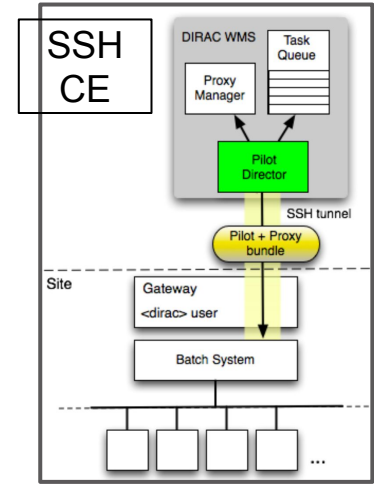 SSH
CE
DIRAC WMS
Task
Queue
Proxy
Manager
Pilot
Director
SSH tunnel
Pilot + Proxy
bundle
Site
Gateway
<dirac> user
Batch System
...